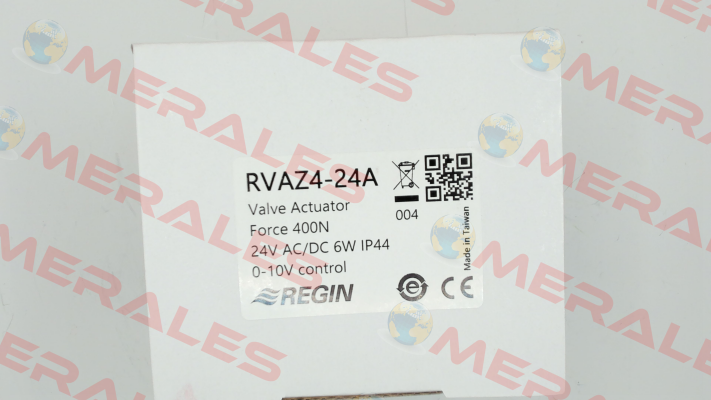 RVAZ4-24A
Valve Actuator
Force 400N
24V AC/DC 6W IP44
0-10V control
REGIN
004
Made in Taiwan
CE
MERALES
MERALES
MERALES
MERALES
MERALES
MERALES